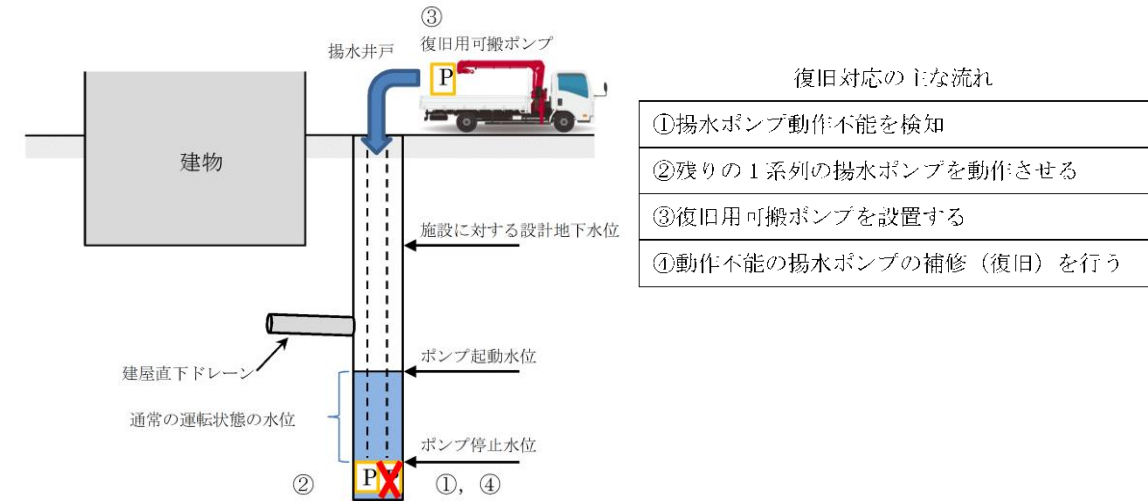 ③
復旧用可搬ポンプ
揚水井戸
P
建物
施設に対する設計地下水位
ポンプ起動水位
建屋直下ドレーン
通常の運転状態の水位
ポンプ停止水位
P
②
①，④
復旧対応の主な流れ
①揚水ポンプ動作不能を検知
②残りの１系列の揚水ポンプを動作させる
③復旧用可搬ポンプを設置する
④動作不能の揚水ポンプの補修（復旧）を行う